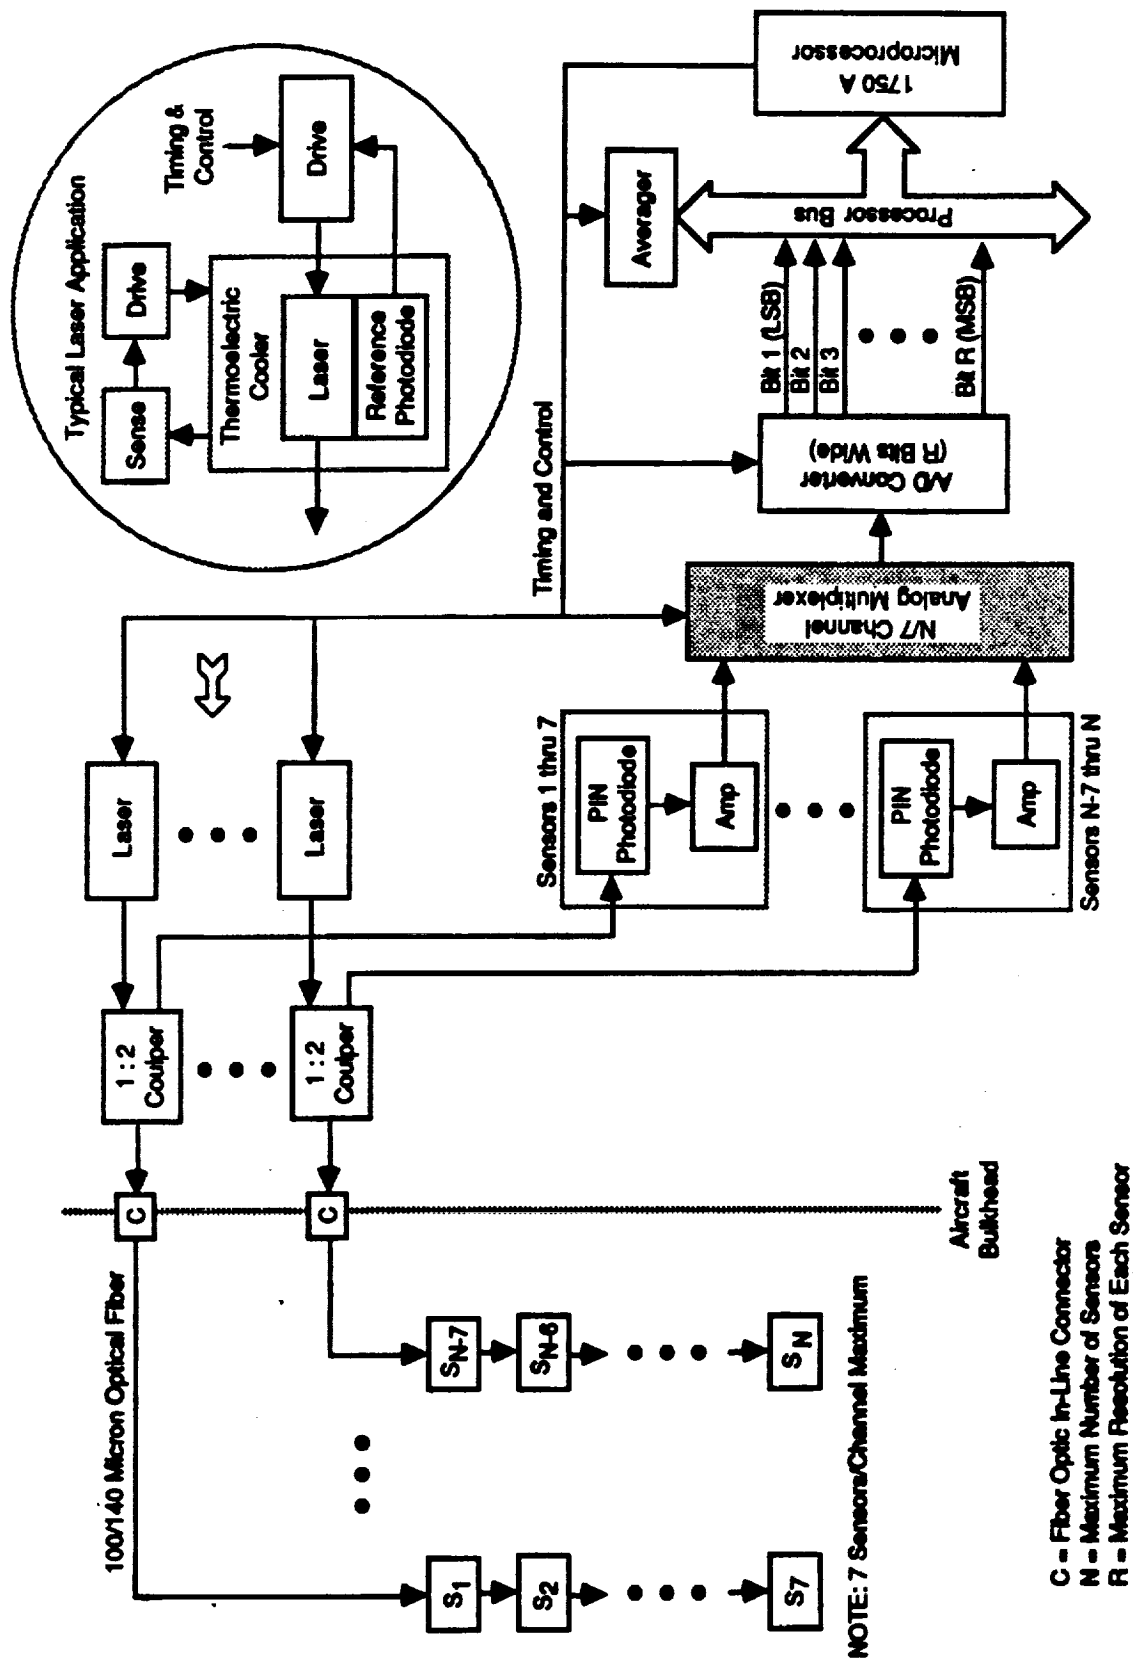 Typical Laser Application
Sense
Drive
Thermoelectric
Cooler
Laser
Reference
Photodiode
Timing &
Control
Drive
100/140 Micron Optical Fiber
C
1 : 2
Coulper
Laser
C
1 : 2
Coulper
Laser
Timing and Control
S1
S2
S7
SN-7
SN-6
SN
NOTE: 7 Sensors/Channel Maximum
Aircraft
Bulkhead
Sensors 1 thru 7
PIN
Photodiode
Amp
Sensors N-7 thru N
PIN
Photodiode
Amp
N/7 Channel
Analog Multiplexer
A/D Converter
(R Bits Wide)
Bit 1 (LSB)
Bit 2
Bit 3
Bit R (MSB)
Averager
Processor
Bus
1750 A
Microprocessor
C = Fiber Optic In-Line Connector
N = Maximum Number of Sensors
R = Maximum Resolution of Each Sensor